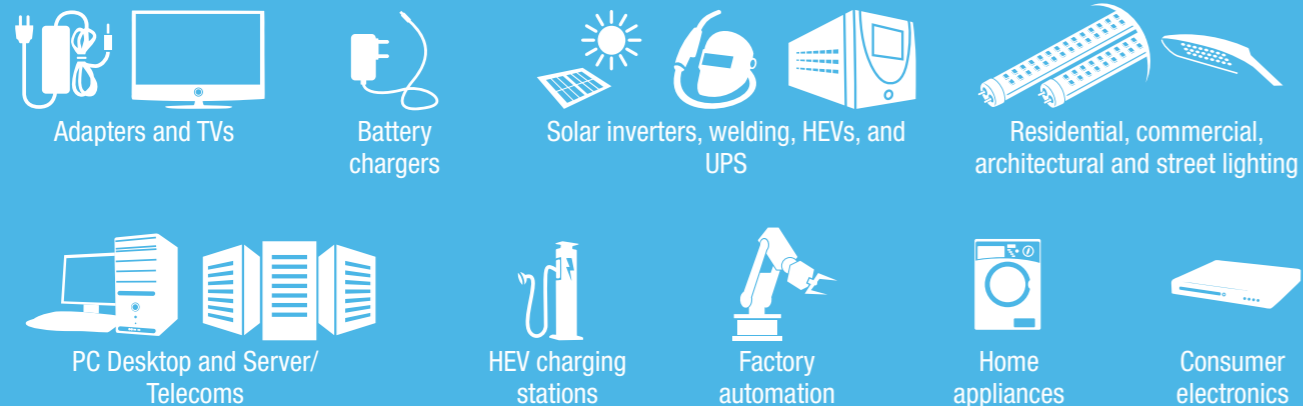 Adapters and TVs
Battery
chargers
Solar inverters, welding, HEVs, and
UPS
Residential, commercial,
architectural and street lighting
PC Desktop and Server/
Telecoms
HEV charging
stations
Factory
automation
Home
appliances
Consumer
electronics